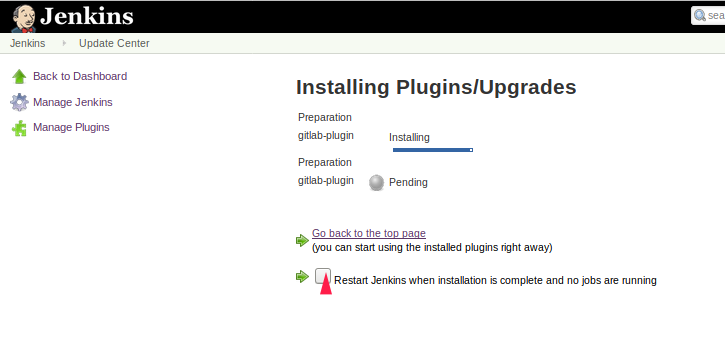 Jenkins
sea
Jenkins Update Center
Back to Dashboard
Manage Jenkins
Manage Plugins
Installing Plugins/Upgrades
Preparation
gitlab-plugin Installing
Preparation
gitlab-plugin Pending
Go back to the top page
(you can start using the installed plugins right away)
Restart Jenkins when installation is complete and no jobs are running